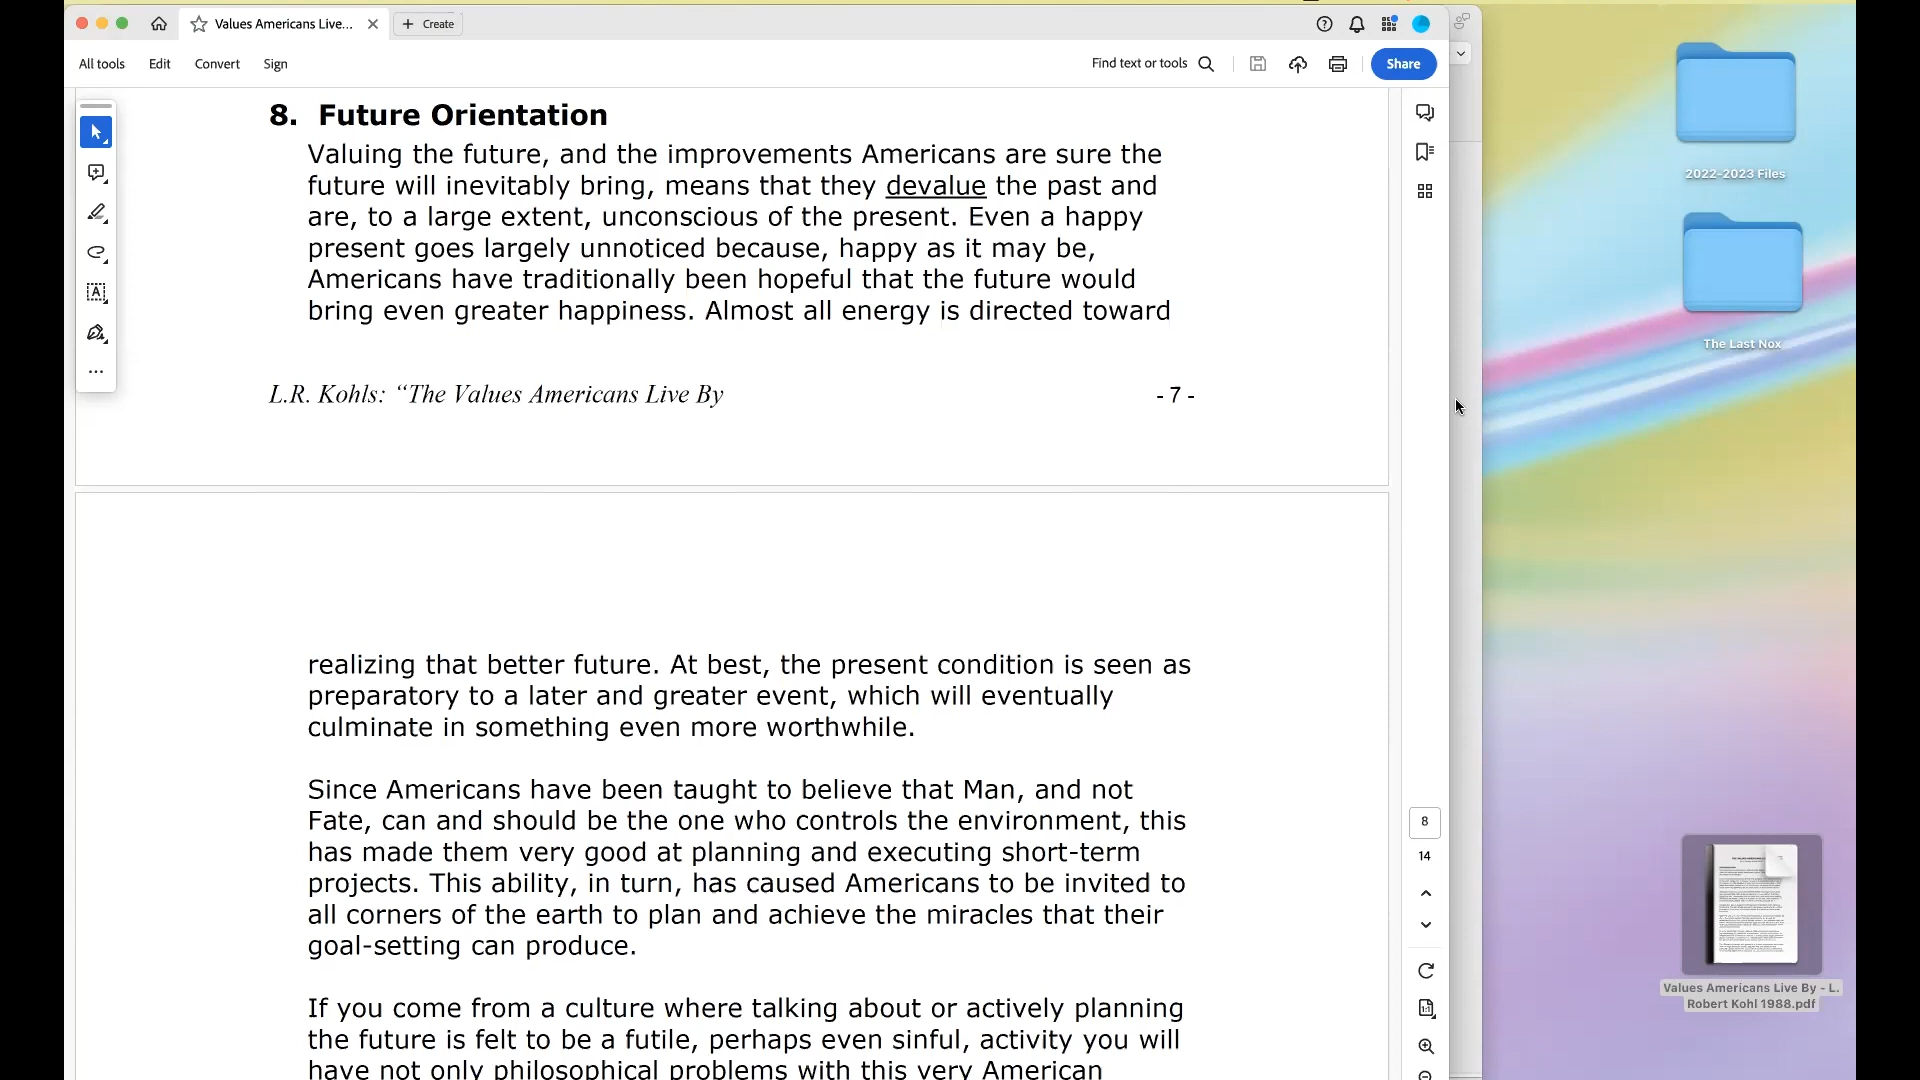 Values Americans Live...
Create
All tools
Edit
Convert
Sign
Find text or tools
Share
8. Future Orientation
Valuing the future, and the improvements Americans are sure the
future will inevitably bring, means that they devalue the past and
are, to a large extent, unconscious of the present. Even a happy
present goes largely unnoticed because, happy as it may be,
Americans have traditionally been hopeful that the future would
bring even greater happiness. Almost all energy is directed toward
L.R. Kohls: “The Values Americans Live By
- 7 -
realizing that better future. At best, the present condition is seen as
preparatory to a later and greater event, which will eventually
culminate in something even more worthwhile.
Since Americans have been taught to believe that Man, and not
Fate, can and should be the one who controls the environment, this
has made them very good at planning and executing short-term
projects. This ability, in turn, has caused Americans to be invited to
all corners of the earth to plan and achieve the miracles that their
goal-setting can produce.
If you come from a culture where talking about or actively planning
the future is felt to be a futile, perhaps even sinful, activity you will
have not only philosophical problems with this very American
8
14
2022-2023 Files
The Last Nox
Values Americans Live By - L.
Robert Kohl 1988.pdf